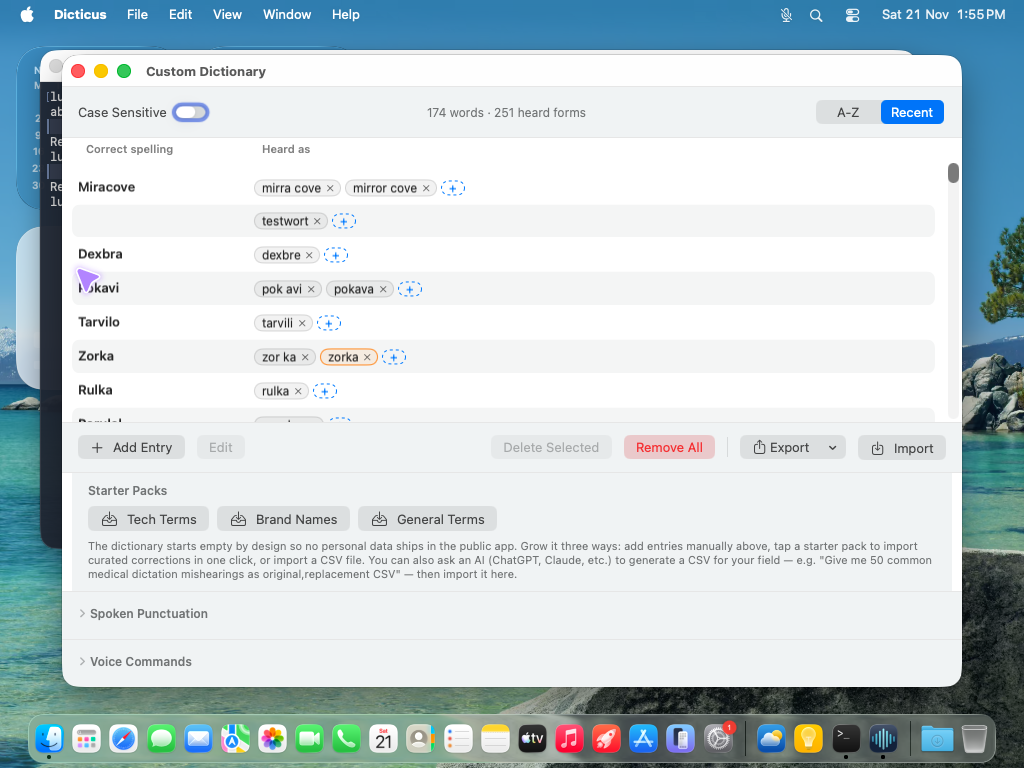 Dicticus File Edit View Window Help Sat 21 Nov 1:55 PM
Custom Dictionary
Case Sensitive 174 words · 251 heard forms A-Z Recent
Correct spelling Heard as
Miracove mirra cove × mirror cove × +
testwort × +
Dexbra dexbre × +
Pokavi pok avi × pokava × +
Tarvilo tarvili × +
Zorka zor ka × zorka × +
Rulka rulka × +
+ Add Entry Edit Delete Selected Remove All Export Import
Starter Packs
Tech Terms Brand Names General Terms
The dictionary starts empty by design so no personal data ships in the public app. Grow it three ways: add entries manually above, tap a starter pack to import
curated corrections in one click, or import a CSV file. You can also ask an AI (ChatGPT, Claude, etc.) to generate a CSV for your field — e.g. "Give me 50 common
medical dictation mishearings as original,replacement CSV" — then import it here.
Spoken Punctuation
Voice Commands
Sat
21
tv
1